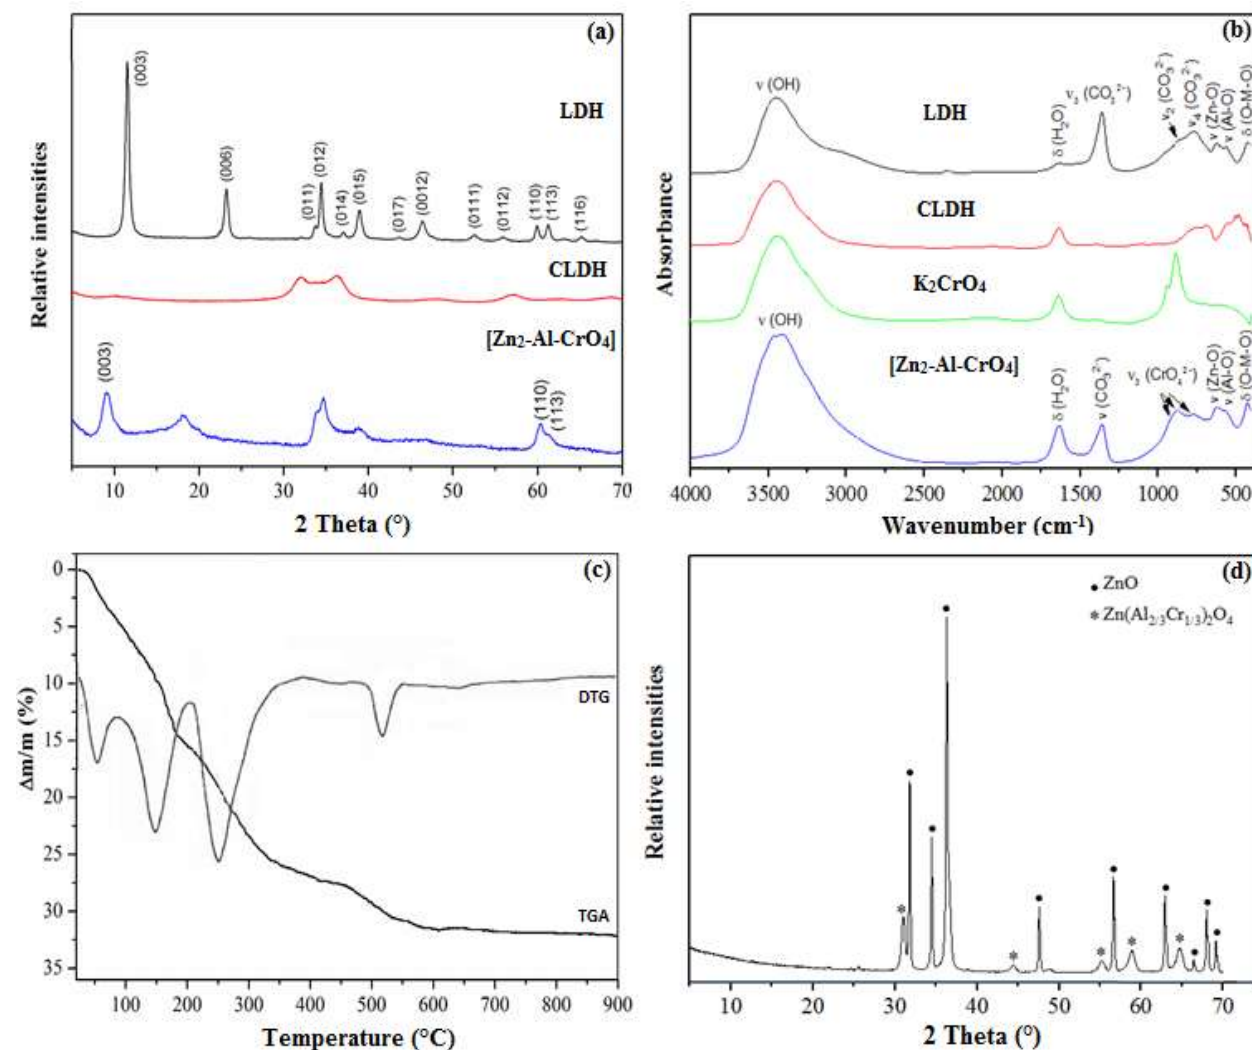 (a)
(003)
LDH
(006)
(011)
(012)
(014)
(015)
(017)
(0012)
(0111)
(0112)
(110)
(113)
(116)
CLDH
[Zn₂-Al-CrO₄]
(003)
(110)
(113)
Relative intensities
10 20 30 40 50 60 70
2 Theta (°)
(b)
ν (OH)
LDH
δ (H₂O)
ν₃ (CO₃²⁻)
ν₂ (CO₃²⁻)
ν₄ (CO₃²⁻)
ν (Zn-O)
ν (Al-O)
δ (O-M-O)
CLDH
K₂CrO₄
ν (OH)
[Zn₂-Al-CrO₄]
δ (H₂O)
ν (CO₃²⁻)
ν₃ (CrO₄²⁻)
ν (Zn-O)
ν (Al-O)
δ (O-M-O)
Absorbance
4000 3500 3000 2500 2000 1500 1000 500
Wavenumber (cm⁻¹)
(c)
0
5
10
15
20
25
30
35
Δm/m (%)
DTG
TGA
100 200 300 400 500 600 700 800 900
Temperature (°C)
(d)
• ZnO
* Zn(Al₂/₃Cr₁/₃)₂O₄
Relative intensities
10 20 30 40 50 60 70
2 Theta (°)